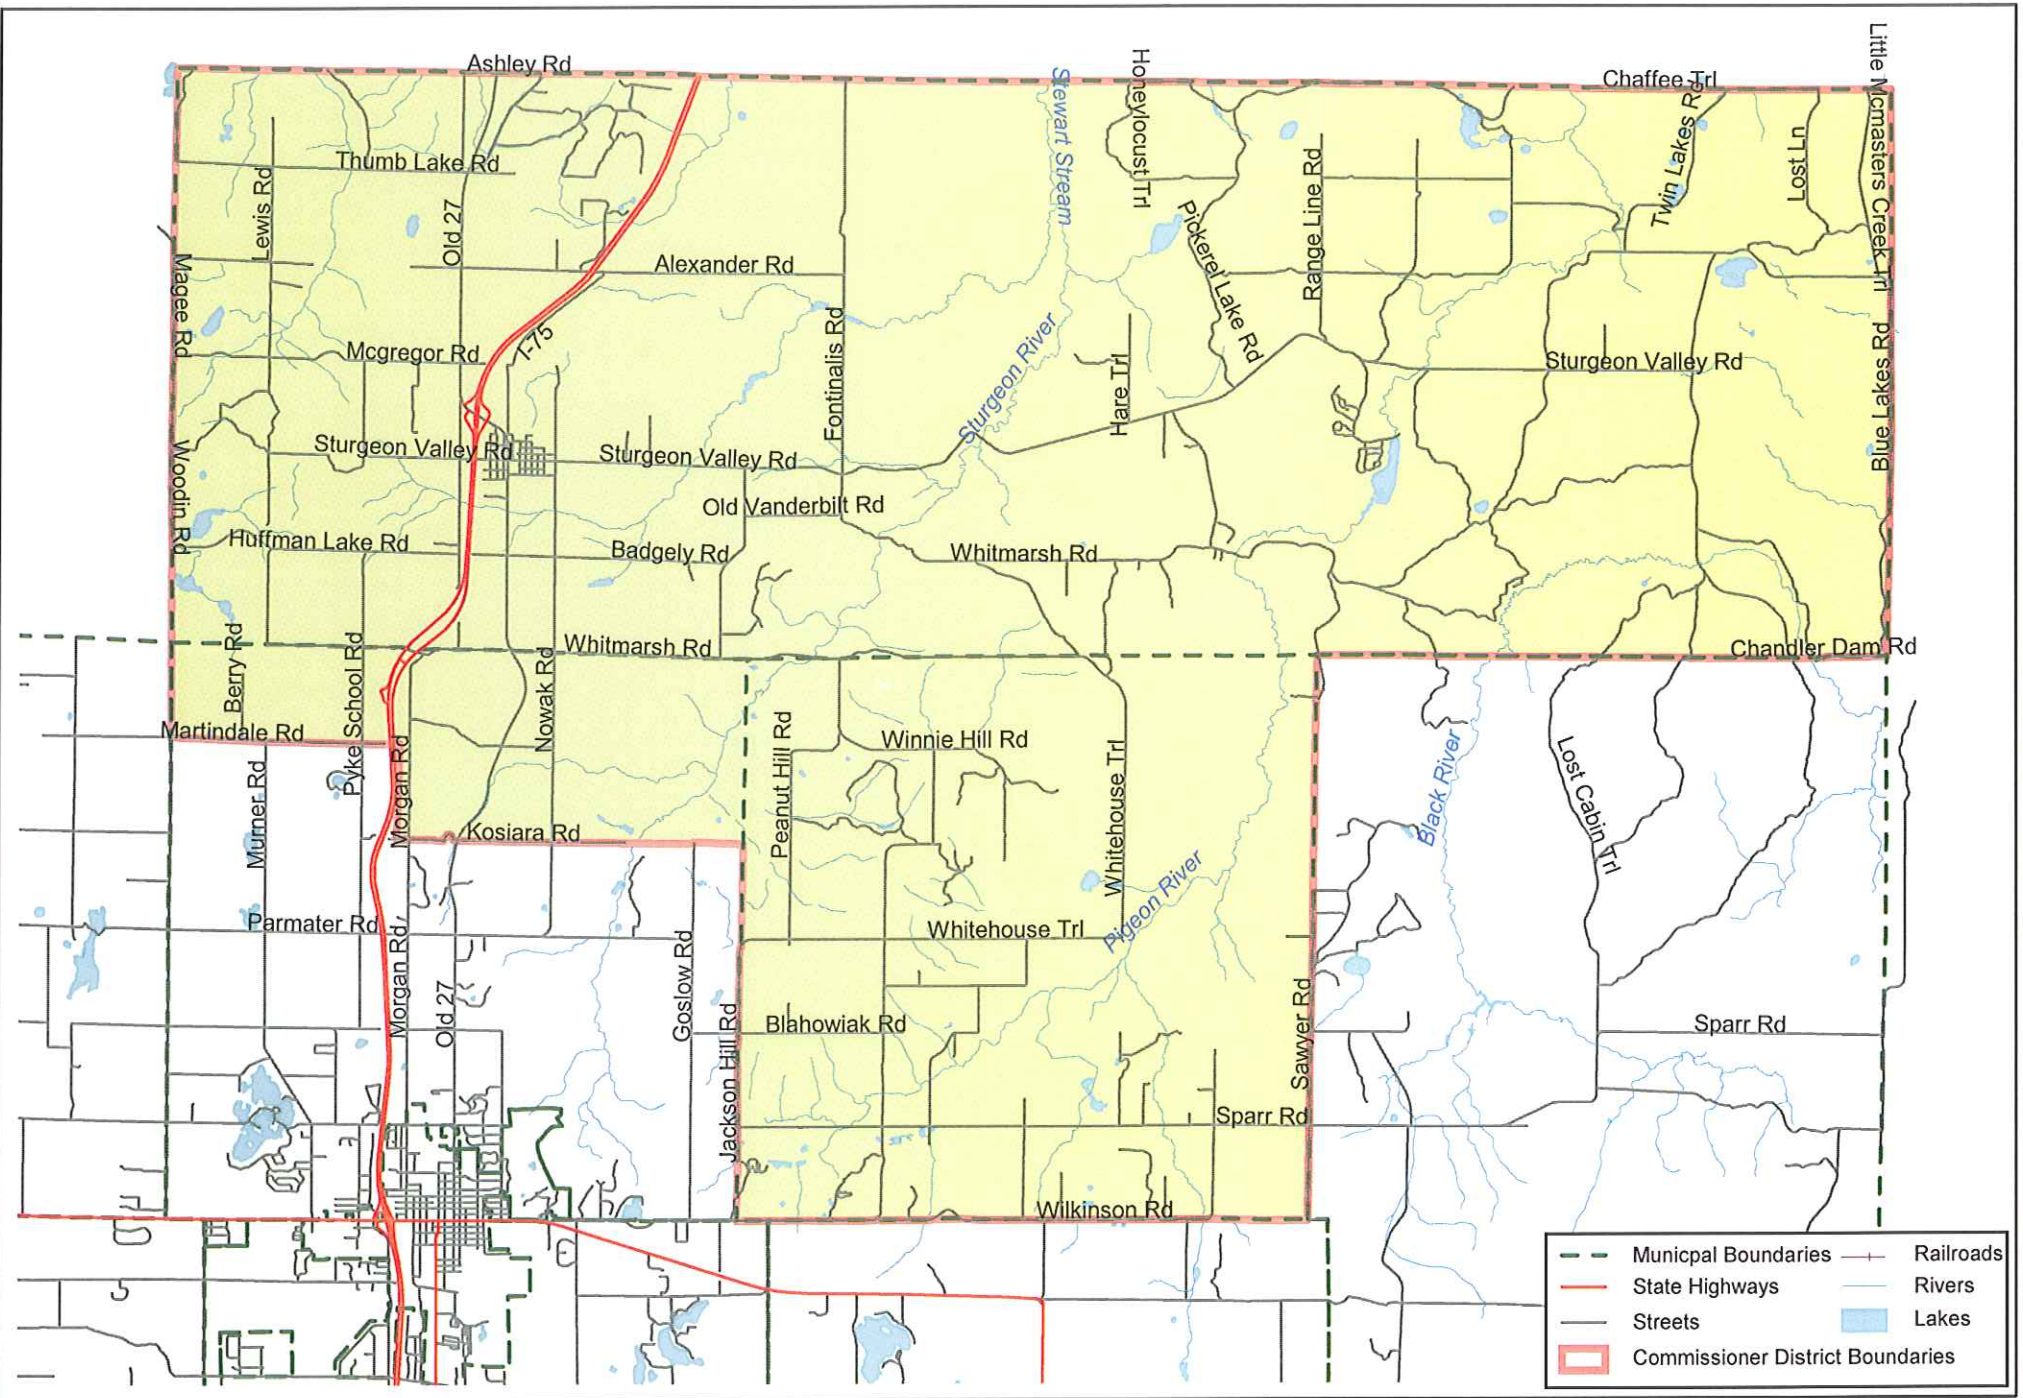 Ashley Rd
Chaffee Trl
Little Mcmasters Creek Trl
Stewart Stream
Honeylocust Trl
Twin Lakes Rd
Lost Ln
Thumb Lake Rd
Lewis Rd
Old 27
Pickerel Lake Rd
Range Line Rd
Magee Rd
Alexander Rd
Mcgregor Rd
I-75
Fontinalis Rd
Sturgeon River
Hare Trl
Sturgeon Valley Rd
Blue Lakes Rd
Woodin Rd
Sturgeon Valley Rd
Sturgeon Valley Rd
Old Vanderbilt Rd
Huffman Lake Rd
Badgely Rd
Whitmarsh Rd
Berry Rd
Pyke School Rd
Nowak Rd
Whitmarsh Rd
Chandler Dam Rd
Martindale Rd
Murner Rd
Morgan Rd
Peanut Hill Rd
Winnie Hill Rd
Whitehouse Trl
Black River
Lost Cabin Trl
Kosiara Rd
Pigeon River
Parmater Rd
Morgan Rd
Old 27
Goslow Rd
Whitehouse Trl
Jackson Hill Rd
Blahowiak Rd
Sawyer Rd
Sparr Rd
Sparr Rd
Wilkinson Rd
Municpal Boundaries
Railroads
State Highways
Rivers
Streets
Lakes
Commissioner District Boundaries